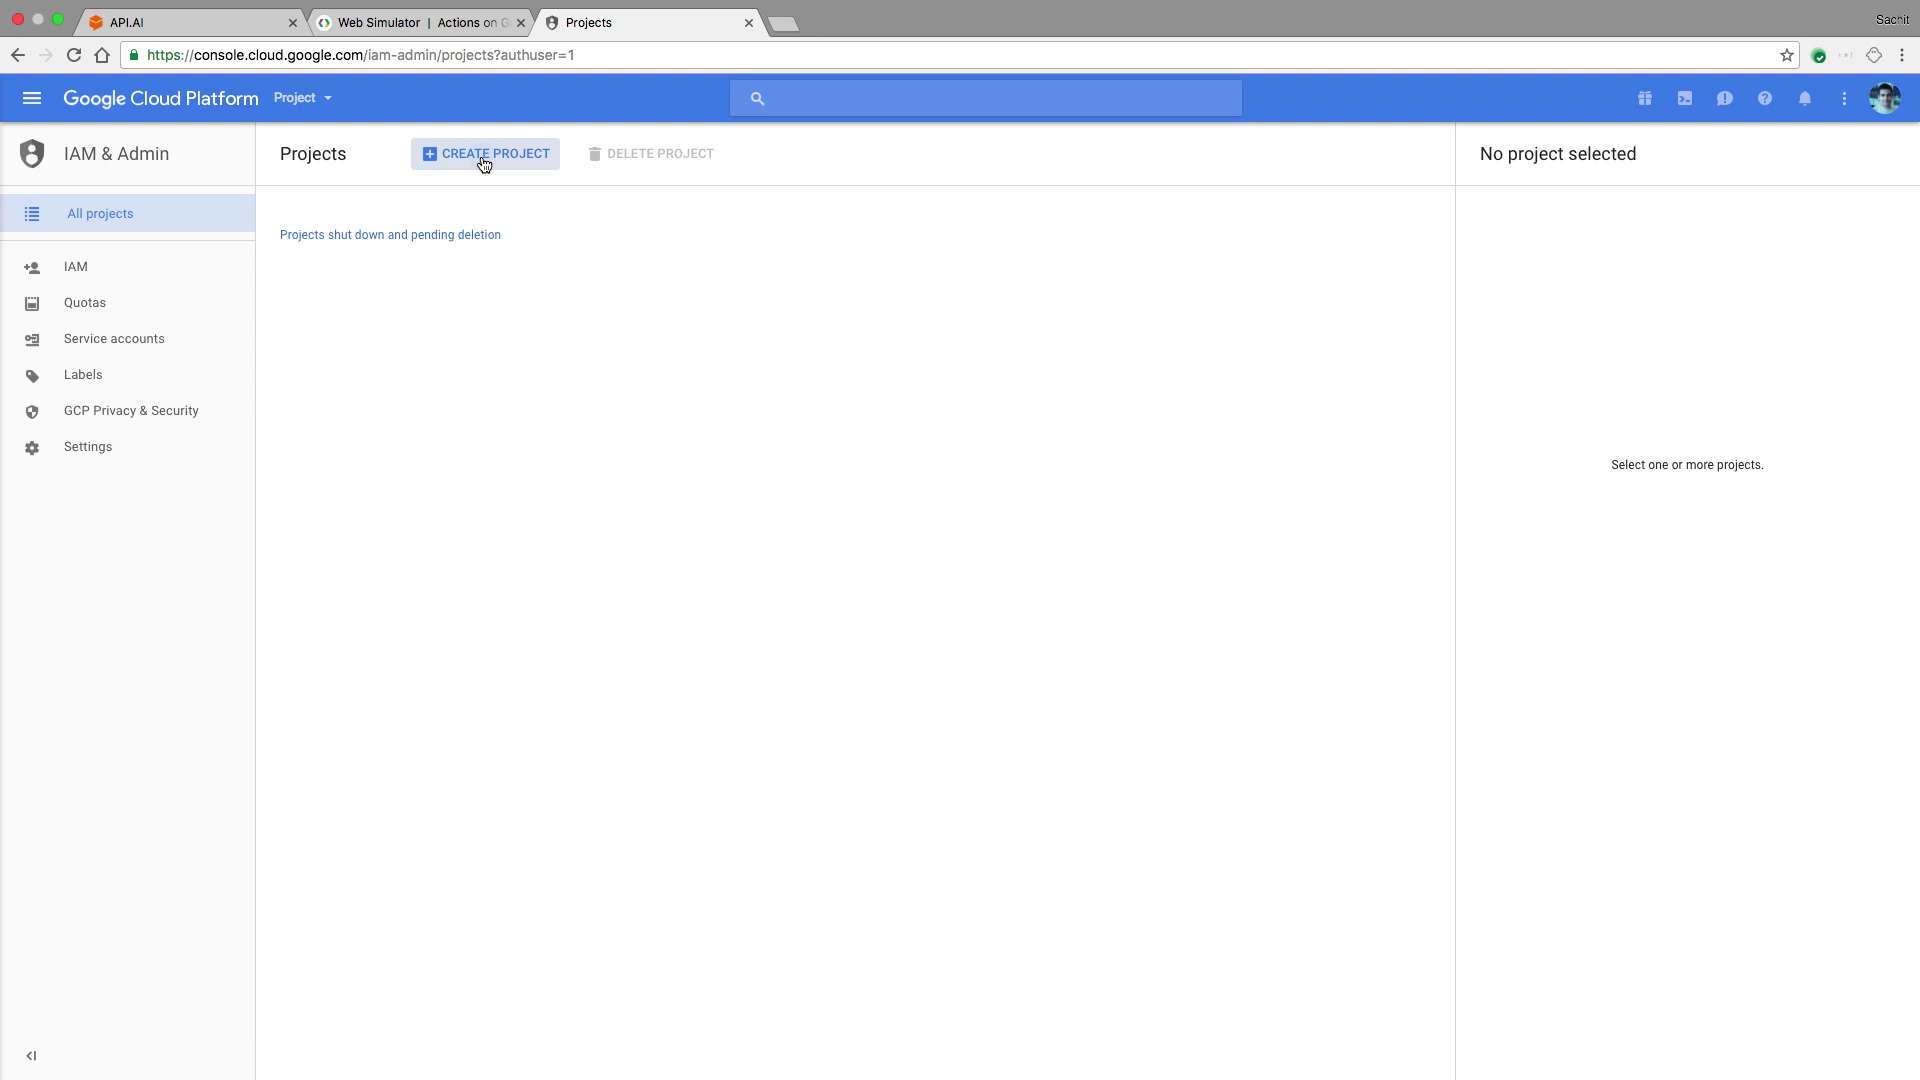 Sachit
API.AI
Web Simulator | Actions on G
Projects
https://console.cloud.google.com/iam-admin/projects?authuser=1
Google Cloud Platform
Project
IAM & Admin
Projects
CREATE PROJECT
DELETE PROJECT
No project selected
All projects
Projects shut down and pending deletion
IAM
Quotas
Service accounts
Labels
GCP Privacy & Security
Settings
Select one or more projects.